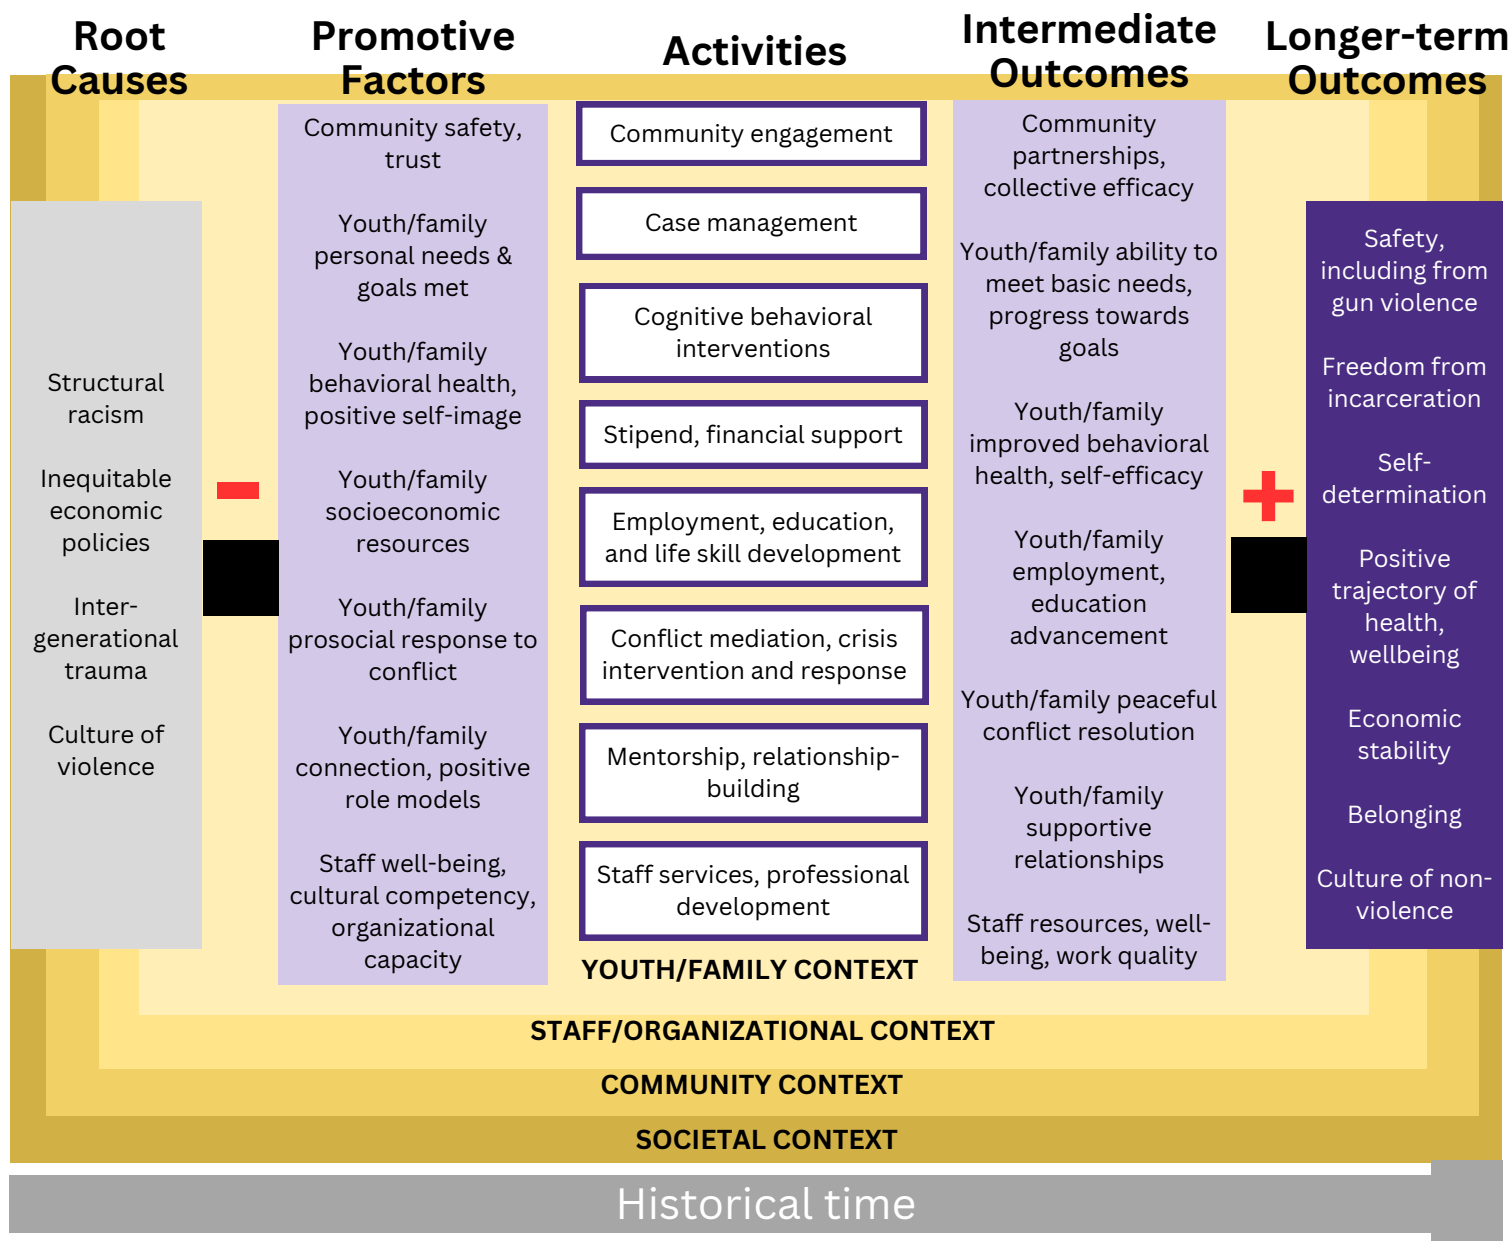 Root
Causes
Promotive
Factors
Activities
Intermediate
Outcomes
Longer-term
Outcomes
Structural
racism
Inequitable
economic
policies
Inter-
generational
trauma
Culture of
violence
-
Community safety,
trust
Youth/family
personal needs &
goals met
Youth/family
behavioral health,
positive self-image
Youth/family
socioeconomic
resources
Youth/family
prosocial response to
conflict
Youth/family
connection, positive
role models
Staff well-being,
cultural competency,
organizational
capacity
Community engagement
Case management
Cognitive behavioral
interventions
Stipend, financial support
Employment, education,
and life skill development
Conflict mediation, crisis
intervention and response
Mentorship, relationship-
building
Staff services, professional
development
Community
partnerships,
collective efficacy
Youth/family ability to
meet basic needs,
progress towards
goals
Youth/family
improved behavioral
health, self-efficacy
Youth/family
employment,
education
advancement
Youth/family peaceful
conflict resolution
Youth/family
supportive
relationships
Staff resources, well-
being, work quality
+
Safety,
including from
gun violence
Freedom from
incarceration
Self-
determination
Positive
trajectory of
health,
wellbeing
Economic
stability
Belonging
Culture of non-
violence
YOUTH/FAMILY CONTEXT
STAFF/ORGANIZATIONAL CONTEXT
COMMUNITY CONTEXT
SOCIETAL CONTEXT
Historical time